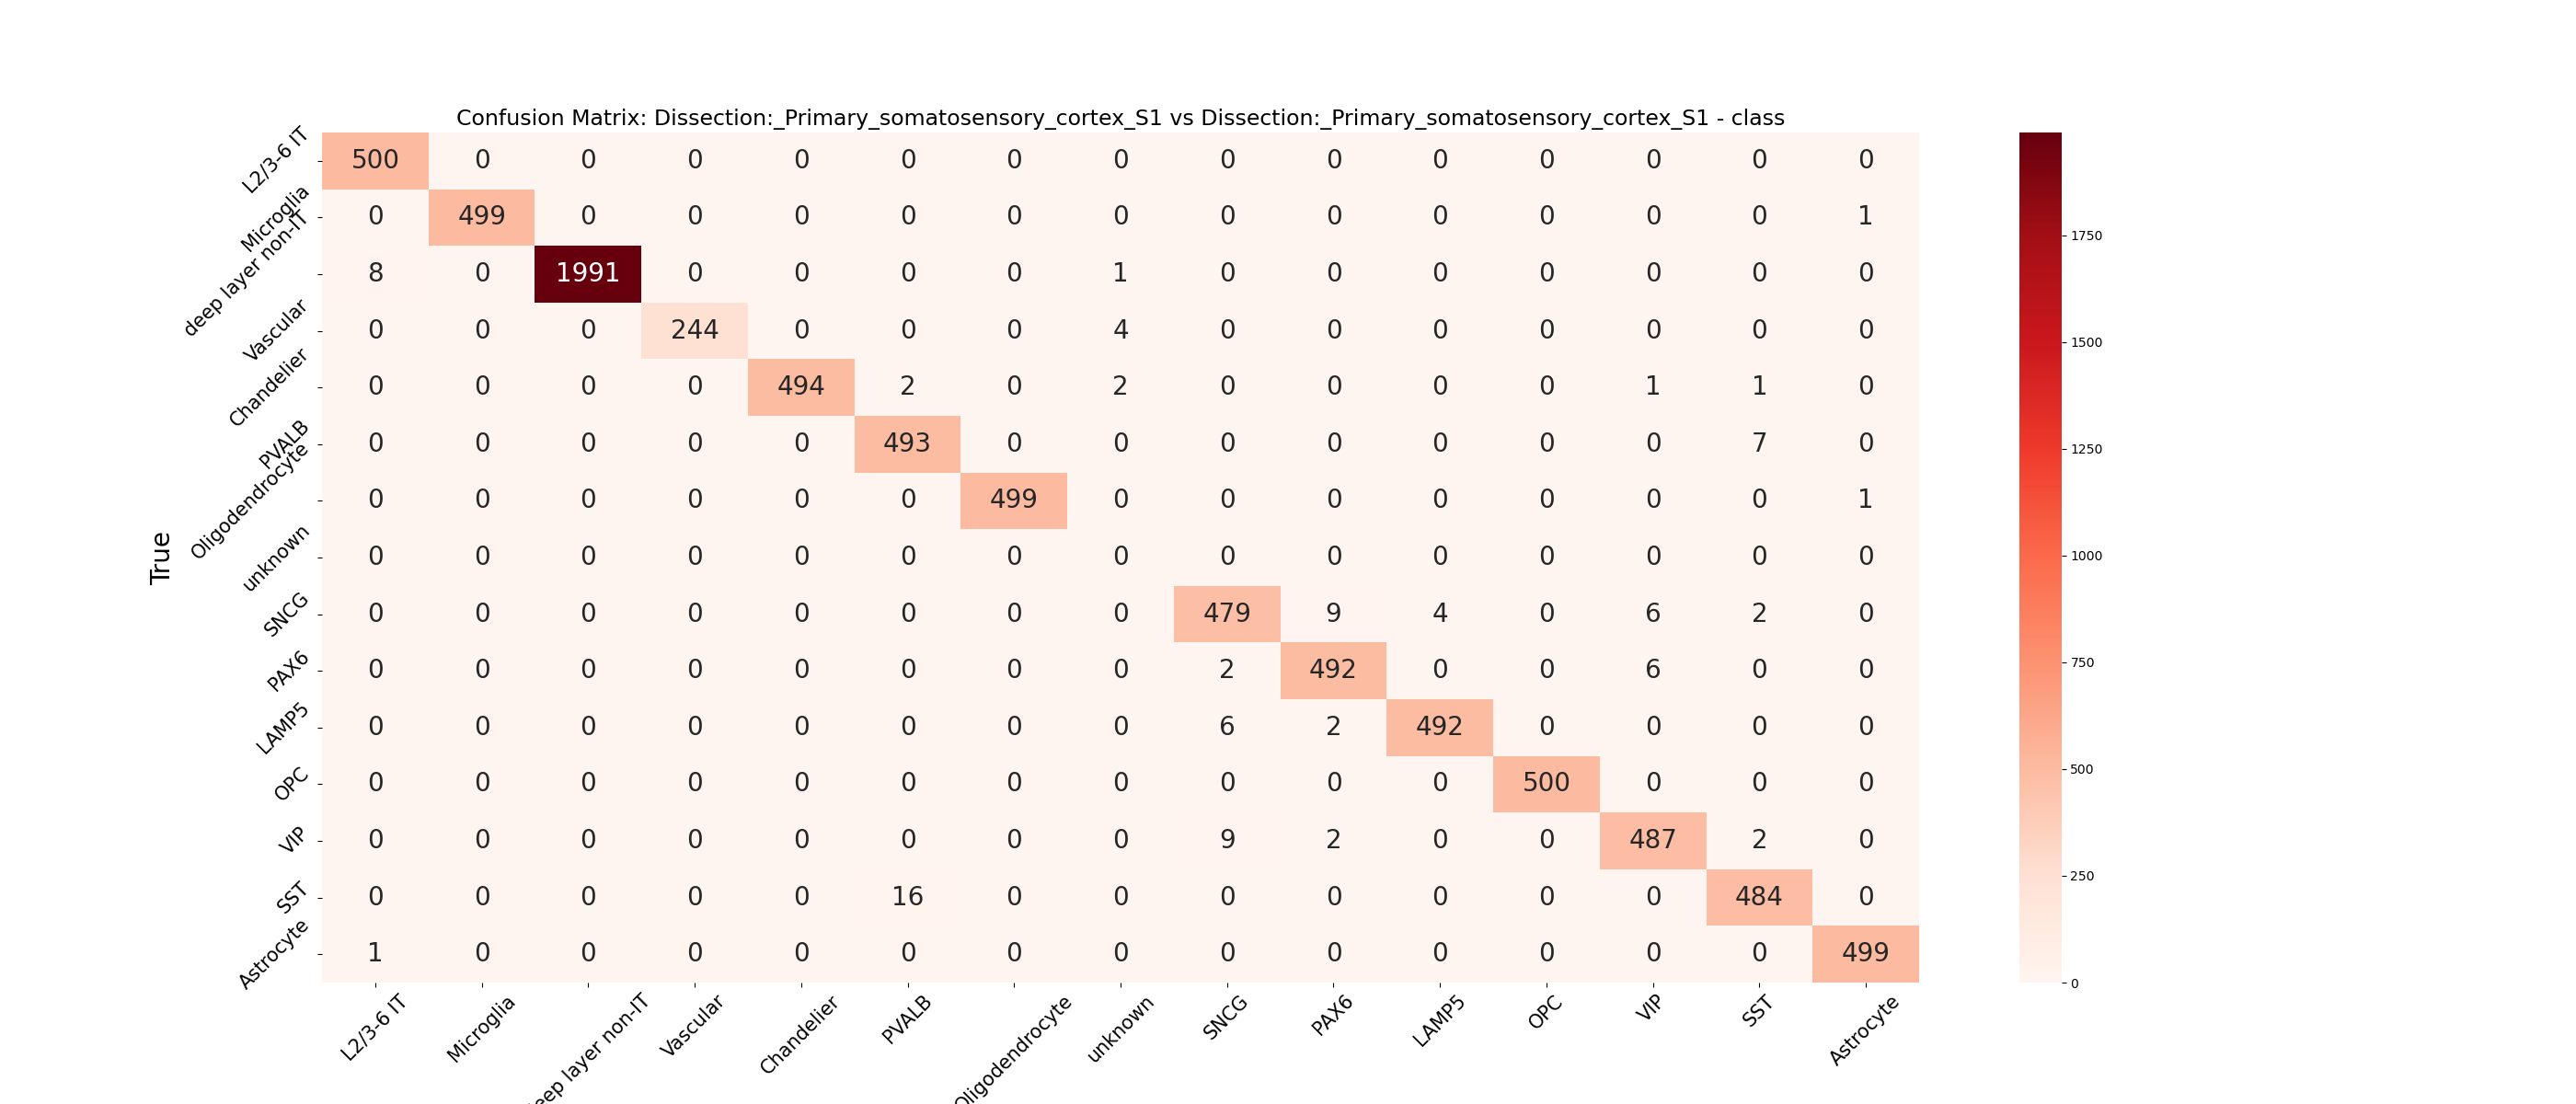 Confusion Matrix: Dissection:_Primary_somatosensory_cortex_S1 vs Dissection:_Primary_somatosensory_cortex_S1 - class
L2/3-6 IT 500 0 0 0 0 0 0 0 0 0 0 0 0 0 0
Microglia 0 499 0 0 0 0 0 0 0 0 0 0 0 0 1
deep layer non-IT 8 0 1991 0 0 0 0 1 0 0 0 0 0 0 0
Vascular 0 0 0 244 0 0 0 4 0 0 0 0 0 0 0
Chandelier 0 0 0 0 494 2 0 2 0 0 0 0 1 1 0
PVALB 0 0 0 0 0 493 0 0 0 0 0 0 0 7 0
Oligodendrocyte 0 0 0 0 0 0 499 0 0 0 0 0 0 0 1
unknown 0 0 0 0 0 0 0 0 0 0 0 0 0 0 0
SNCG 0 0 0 0 0 0 0 0 479 9 4 0 6 2 0
PAX6 0 0 0 0 0 0 0 0 2 492 0 0 6 0 0
LAMP5 0 0 0 0 0 0 0 0 6 2 492 0 0 0 0
OPC 0 0 0 0 0 0 0 0 0 0 0 500 0 0 0
VIP 0 0 0 0 0 0 0 0 9 2 0 0 487 2 0
SST 0 0 0 0 0 16 0 0 0 0 0 0 0 484 0
Astrocyte 1 0 0 0 0 0 0 0 0 0 0 0 0 0 499
True
L2/3-6 IT Microglia eep layer non-IT Vascular Chandelier PVALB Oligodendrocyte unknown SNCG PAX6 LAMP5 OPC VIP SST Astrocyte
1750
1500
1250
1000
750
500
250
0